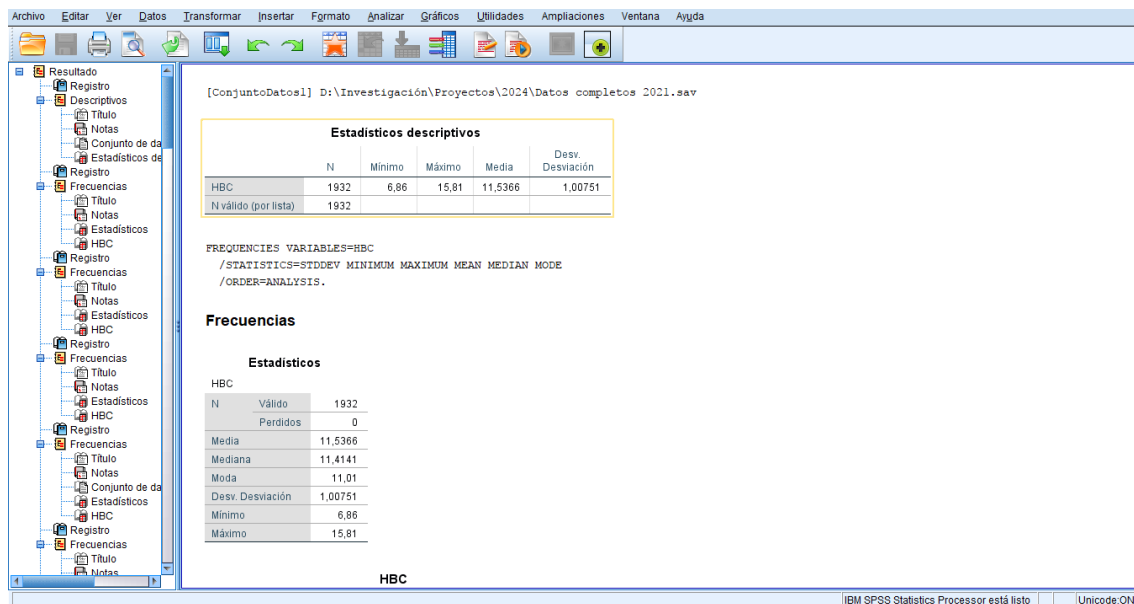 Archivo Editar Ver Datos Transformar Insertar Formato Analizar Gráficos Utilidades Ampliaciones Ventana Ayuda
Resultado
Registro
Descriptivos
Título
Notas
Conjunto de da
Estadísticos de
Registro
Frecuencias
Título
Notas
Estadísticos
HBC
Registro
Frecuencias
Título
Notas
Estadísticos
HBC
Registro
Frecuencias
Título
Notas
Estadísticos
HBC
Registro
Frecuencias
Título
Notas
Conjunto de da
Estadísticos
HBC
Registro
Frecuencias
Título
Notas
[ConjuntoDatos1] D:\Investigación\Proyectos\2024\Datos completos 2021.sav
Estadísticos descriptivos
N Mínimo Máximo Media Desv. Desviación
HBC 1932 6,86 15,81 11,5366 1,00751
N válido (por lista) 1932
FREQUENCIES VARIABLES=HBC
/STATISTICS=STDDEV MINIMUM MAXIMUM MEAN MEDIAN MODE
/ORDER=ANALYSIS.
Frecuencias
Estadísticos
HBC
N Válido 1932
Perdidos 0
Media 11,5366
Mediana 11,4141
Moda 11,01
Desv. Desviación 1,00751
Mínimo 6,86
Máximo 15,81
HBC
IBM SPSS Statistics Processor está listo Unicode:ON